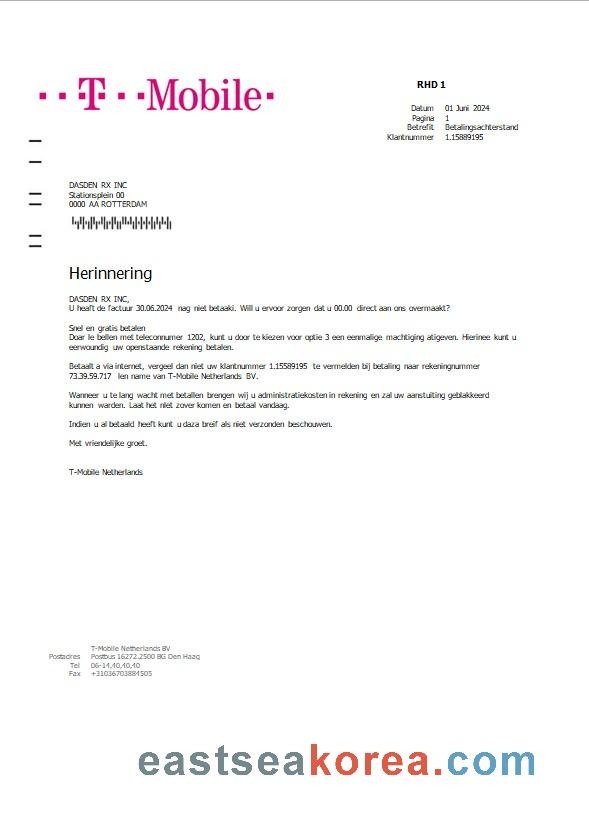 T Mobile
RHD 1
Datum 01 Juni 2024
Pagina 1
Betreffit Betalingsachterstand
Klantnummer 1.15889195
DASDEN RX INC
Stationsplein 00
0000 AA ROTTERDAM
Herinnering
DASDEN RX INC,
U heaft de factuur 30.06.2024 nag niet betaaki. Will u ervoor zorgen dat u 00.00 direct aan ons overmaakt?
Snel en gratis betalen
Doar le bellen met teleconnumer 1202, kunt u door te kiezen voor optie 3 een eenmalige machtiging atigeven. Hierinee kunt u
eerwoundig uw openstaande rekening betalen.
Betaalt a via internet, vergeel dan niet uw klantnummer 1.15589195 te vermelden bij betaling naar rekeningnummer
73.39.59.717 len name van T-Mobile Netherlands BV.
Wanneer u te lang wacht met betallen brengen wij u administratiekosten in rekening en zal uw aanstuiting geblakkeerd
kunnen warden. Laat het niet zover komen en betaal vandaag.
Indien u al betaald heeft kunt u daza breif als niet verzonden beschouwen.
Met vriendelijke groet.
T-Mobile Netherlands
T-Mobile Netherlands BV
Postadres Postbus 16272.2500 BG Den Haag
Tel 06-14,40,40,40
Fax +31036703884505
eastseakorea.com